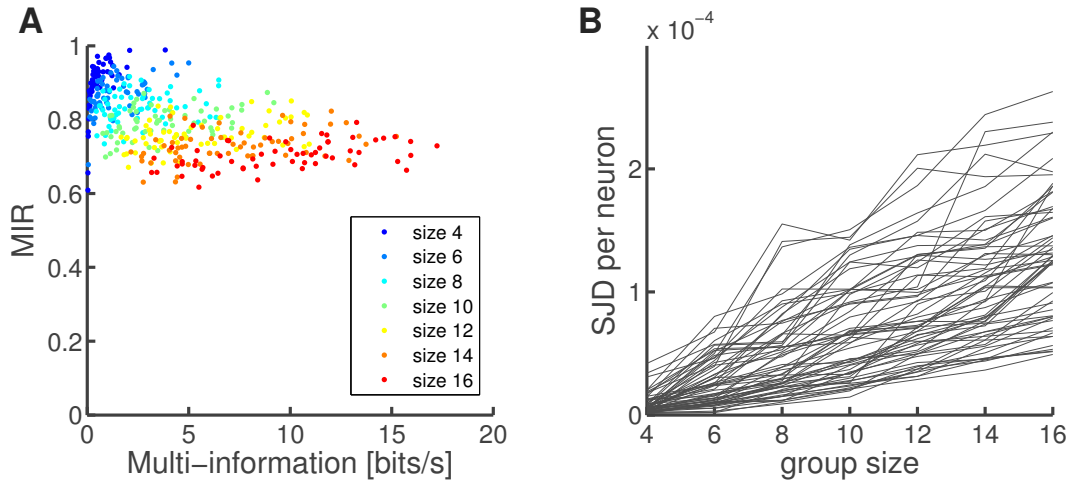 A
MIR
1
0.8
0.6
0.4
0.2
0
0
5
10
15
20
Multi−information [bits/s]
size 4
size 6
size 8
size 10
size 12
size 14
size 16
B
x 10−4
SJD per neuron
2
1
0
4
6
8
10
12
14
16
group size